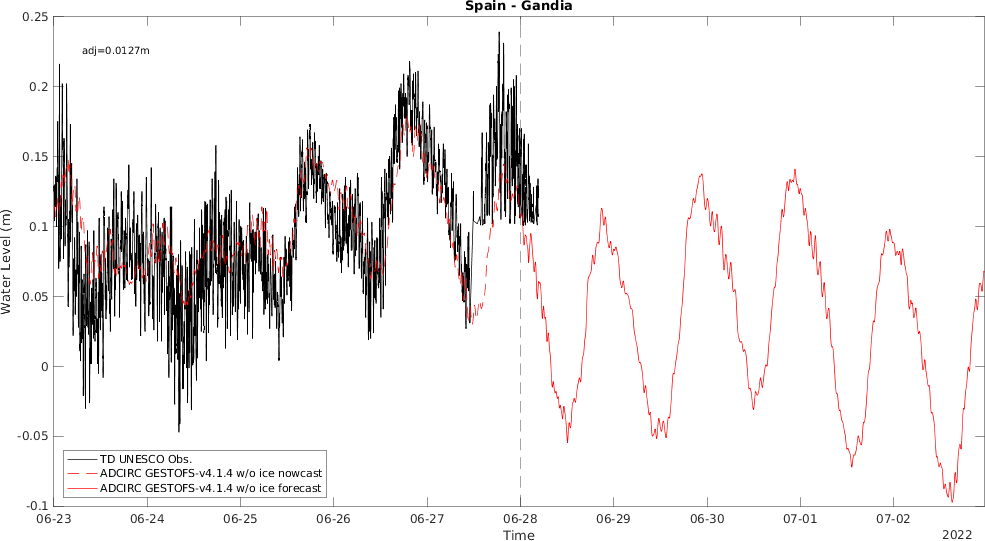 Spain - Gandia
0.25
adj=0.0127m
0.2
0.15
0.1
0.05
0
-0.05
-0.1
Water Level (m)
TD UNESCO Obs.
ADCIRC GESTOFS-v4.1.4 w/o ice nowcast
ADCIRC GESTOFS-v4.1.4 w/o ice forecast
06-23 06-24 06-25 06-26 06-27 06-28 06-29 06-30 07-01 07-02
Time
2022